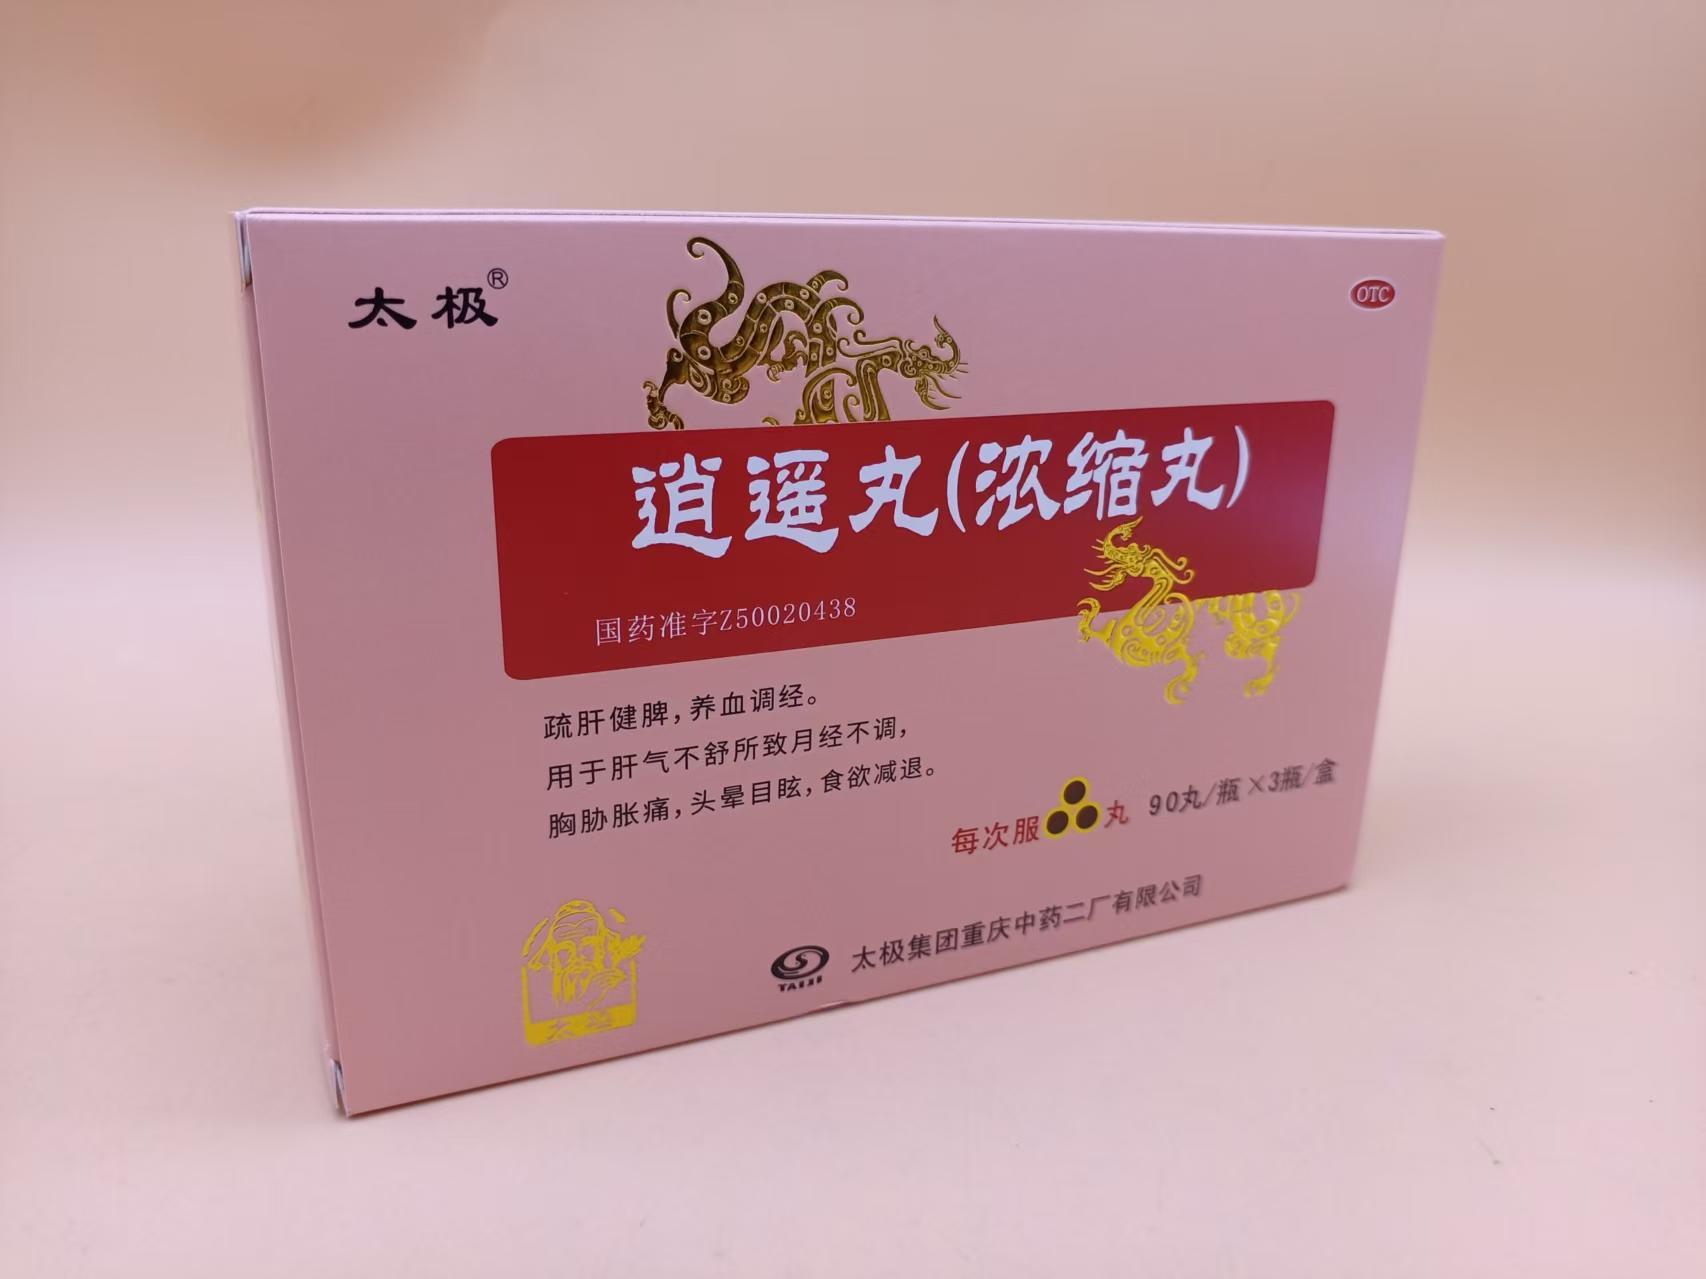 太极®
OTC
逍遥丸(浓缩丸)
国药准字Z50020438
疏肝健脾,养血调经。
用于肝气不舒所致月经不调,
胸胁胀痛,头晕目眩,食欲减退。
每次服丸 90丸/瓶×3瓶/盒
TAIJI
太极集团重庆中药二厂有限公司